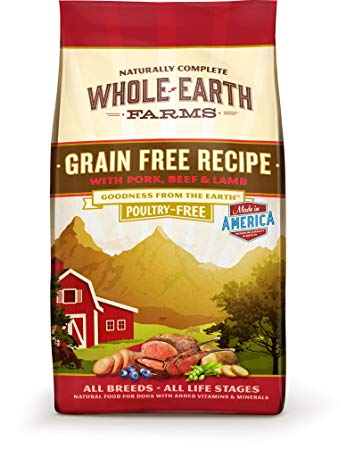 NATURALLY COMPLETE
WHOLE-EARTH
FARMS
GRAIN FREE RECIPE
WITH PORK, BEEF & LAMB
GOODNESS FROM THE EARTH™
POULTRY-FREE
Made in
AMERICA
ALL BREEDS - ALL LIFE STAGES
NATURAL FOOD FOR DOGS WITH ADDED VITAMINS & MINERALS